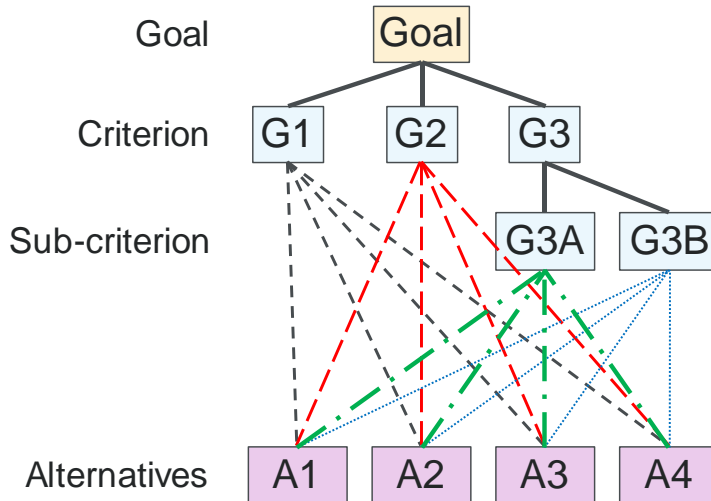 Goal Goal
Criterion G1 G2 G3
Sub-criterion G3A G3B
Alternatives A1 A2 A3 A4